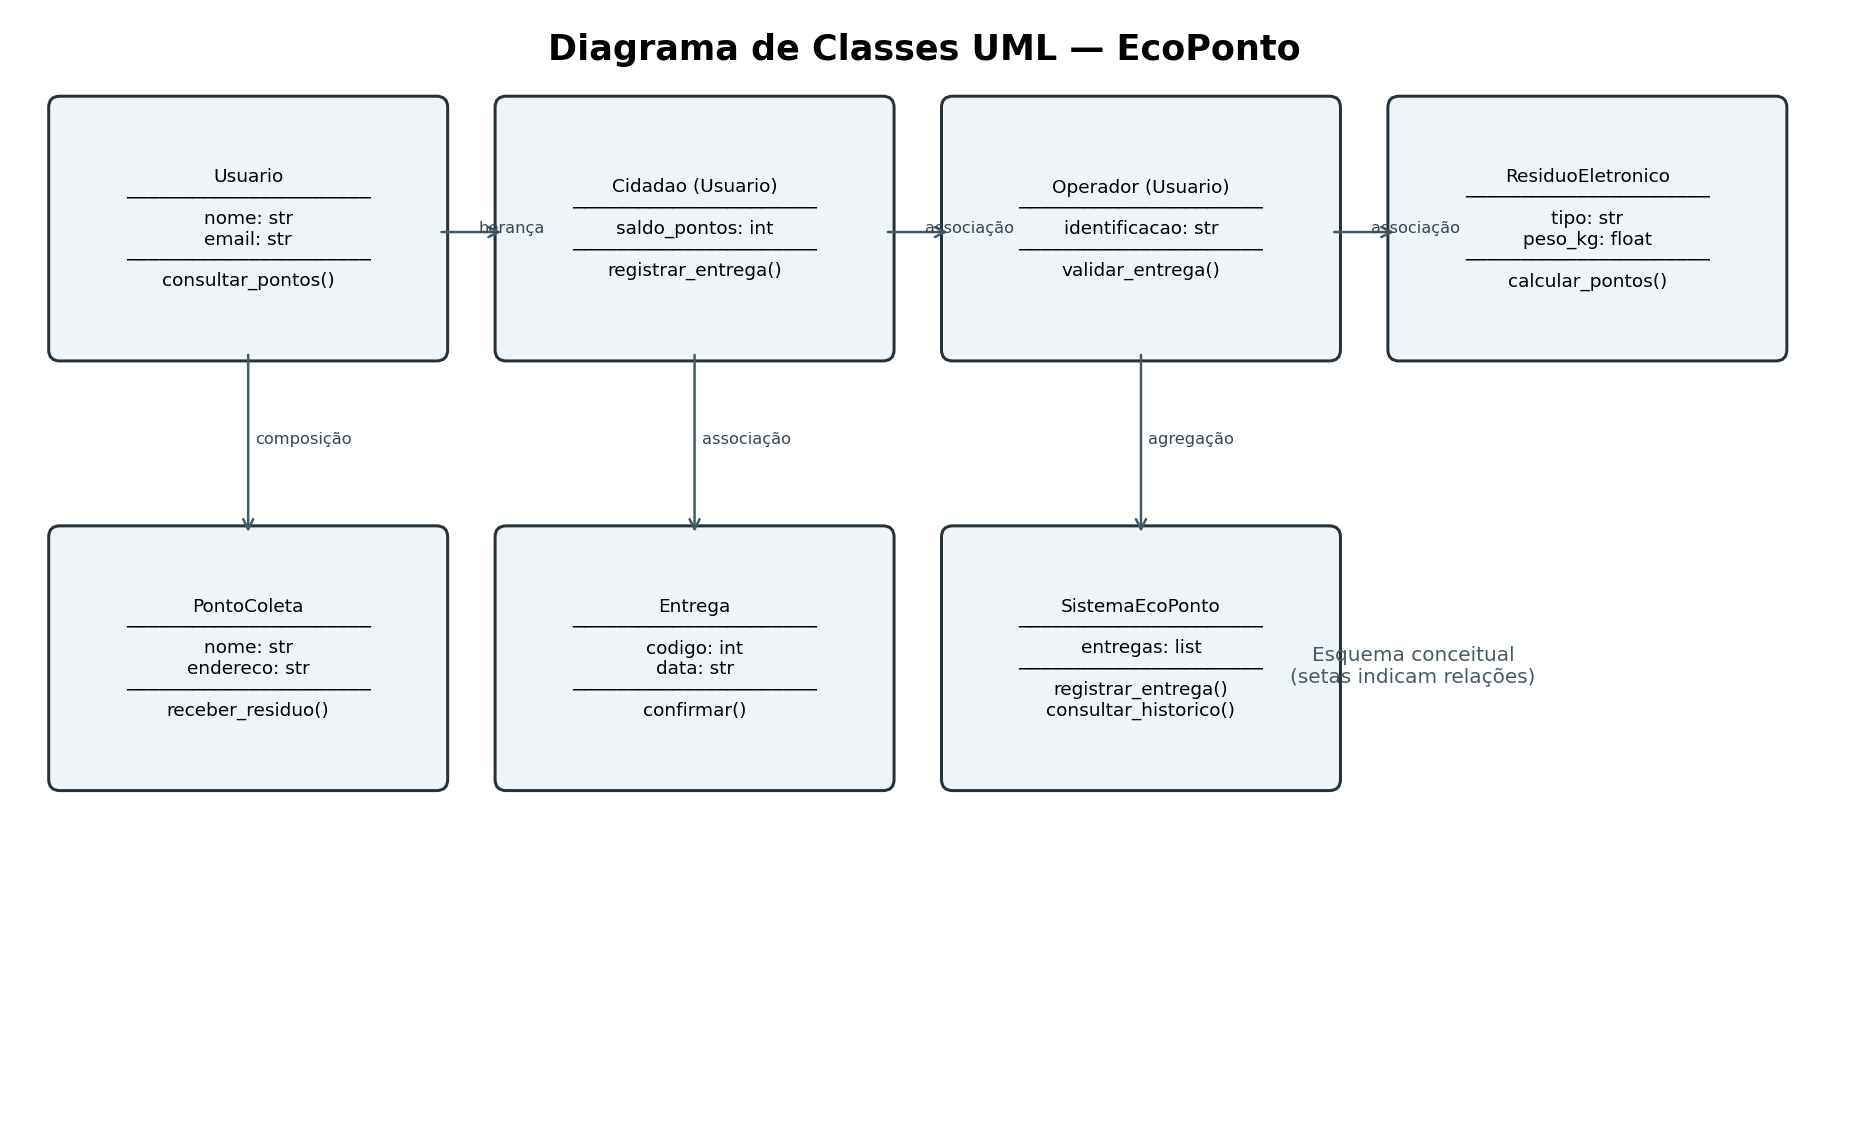 Diagrama de Classes UML — EcoPonto
Usuario
nome: str
email: str
consultar_pontos()
herança
Cidadao (Usuario)
saldo_pontos: int
registrar_entrega()
associação
Operador (Usuario)
identificacao: str
validar_entrega()
associação
ResiduoEletronico
tipo: str
peso_kg: float
calcular_pontos()
composição
associação
agregação
PontoColeta
nome: str
endereco: str
receber_residuo()
Entrega
codigo: int
data: str
confirmar()
SistemaEcoPonto
entregas: list
registrar_entrega()
consultar_historico()
Esquema conceitual
(setas indicam relações)